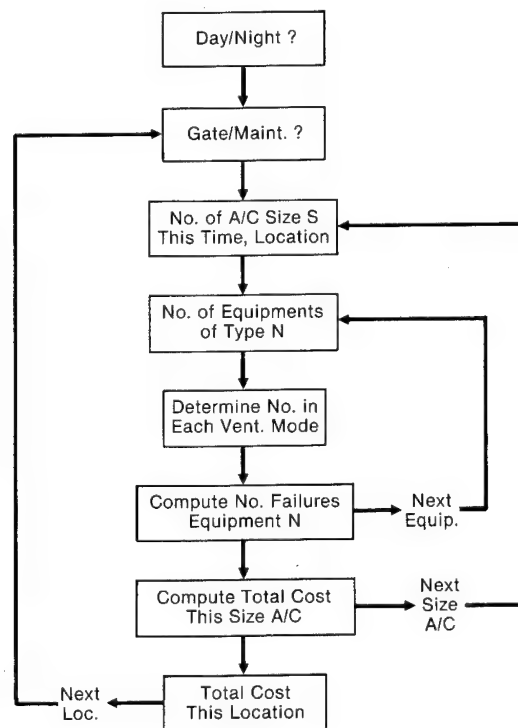 Day/Night ?
Gate/Maint. ?
No. of A/C Size S
This Time, Location
No. of Equipments
of Type N
Determine No. in
Each Vent. Mode
Compute No. Failures
Equipment N
Next
Equip.
Compute Total Cost
This Size A/C
Next
Size
A/C
Next
Loc.
Total Cost
This Location